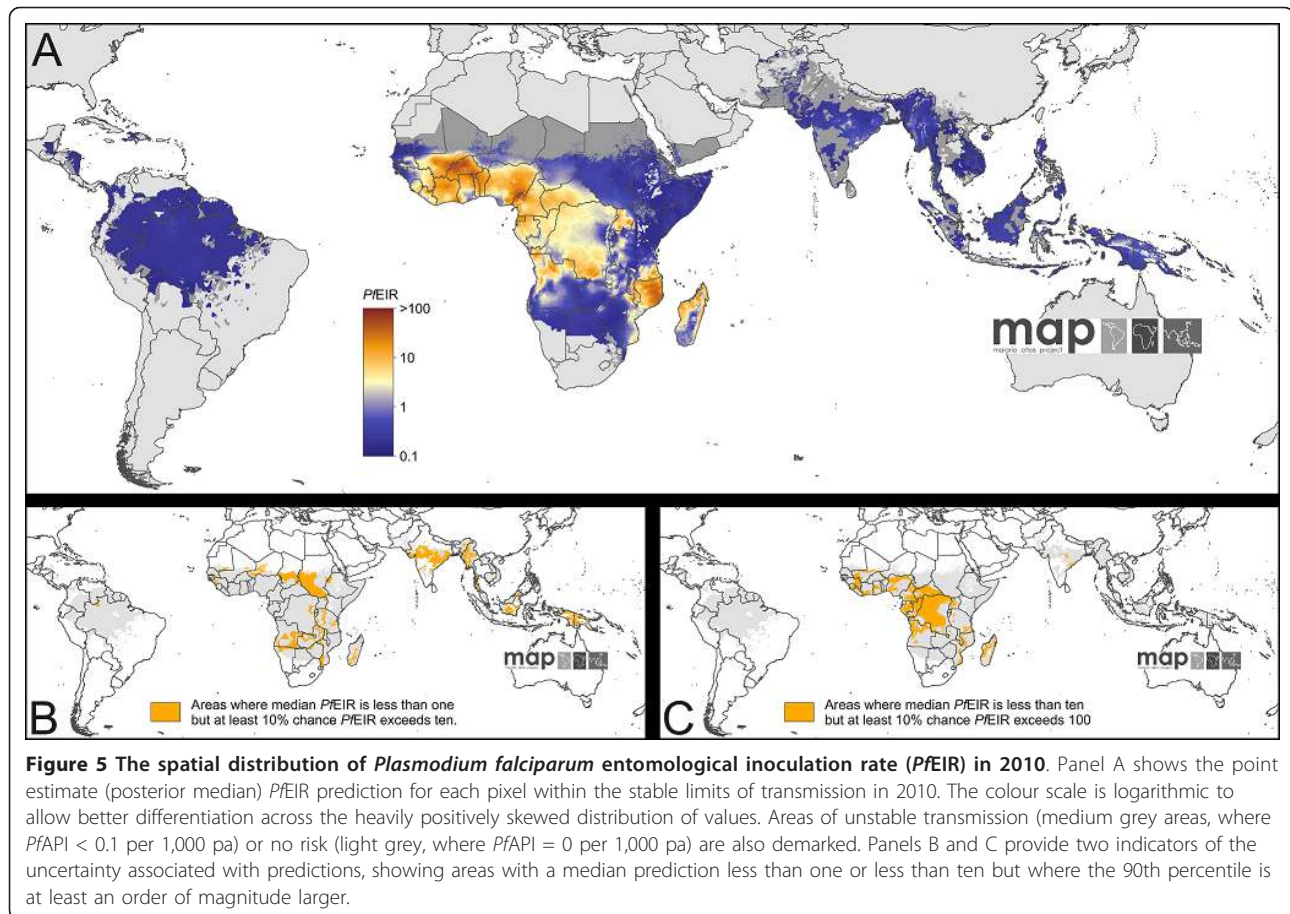 A
PfEIR
>100
10
1
0.1
map
malaria atlas project
map
B
Areas where median PfEIR is less than one
but at least 10% chance PfEIR exceeds ten.
map
C
Areas where median PfEIR is less than ten
but at least 10% chance PfEIR exceeds 100
Figure 5 The spatial distribution of Plasmodium falciparum entomological inoculation rate (PfEIR) in 2010. Panel A shows the point
estimate (posterior median) PfEIR prediction for each pixel within the stable limits of transmission in 2010. The colour scale is logarithmic to
allow better differentiation across the heavily positively skewed distribution of values. Areas of unstable transmission (medium grey areas, where
PfAPI < 0.1 per 1,000 pa) or no risk (light grey, where PfAPI = 0 per 1,000 pa) are also demarked. Panels B and C provide two indicators of the
uncertainty associated with predictions, showing areas with a median prediction less than one or less than ten but where the 90th percentile is
at least an order of magnitude larger.